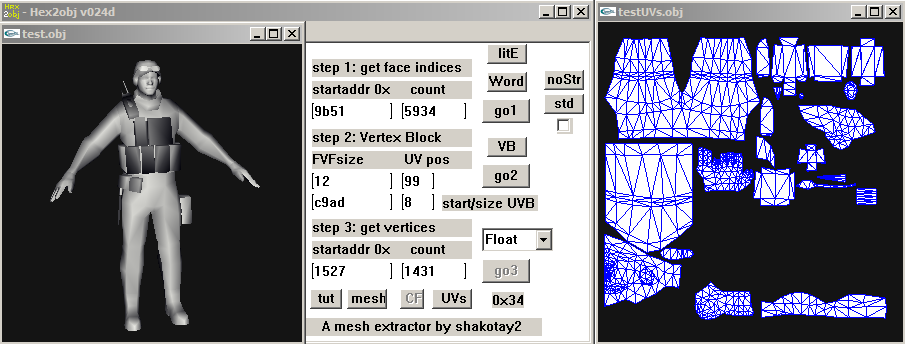 Hex 2obj - Hex2obj v024d
test.obj
testUVs.obj
step 1: get face indices
startaddr 0x count
[9b51 ] [5934 ]
step 2: Vertex Block
FVFsize UV pos
[12 ] [99 ]
[c9ad ] [8 ] start/size UVB
step 3: get vertices
startaddr 0x count
[1527 ] [1431 ]
tut mesh CF UVs
A mesh extractor by shakotay2
litE
Word
go1
noStr
std
VB
go2
Float
go3
0x34